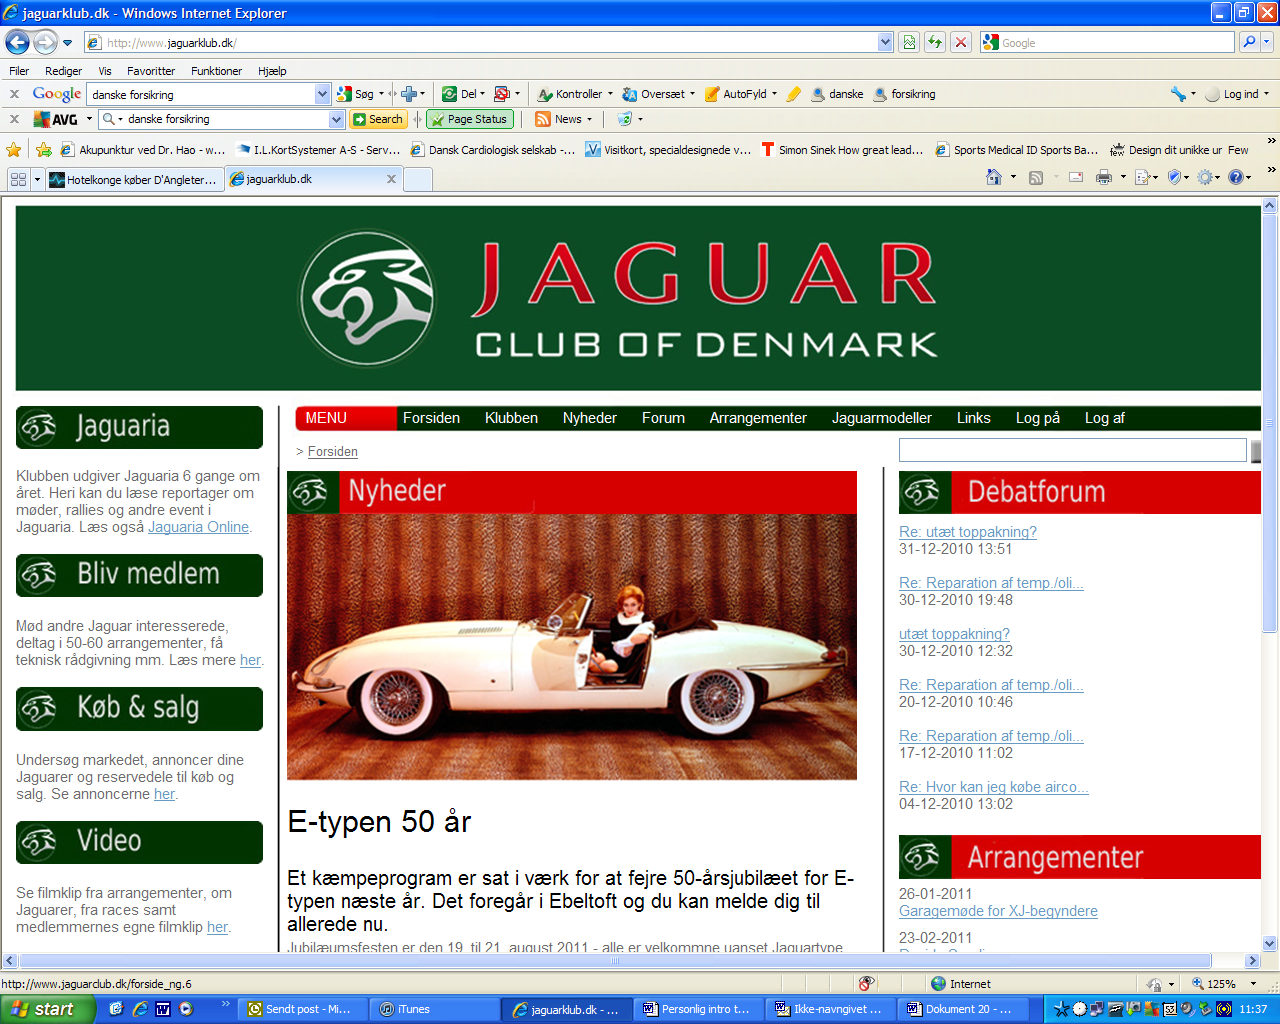 jaguarklub.dk - Windows Internet Explorer
http://www.jaguarklub.dk/
Google
Filer Rediger Vis Favoritter Funktioner Hjælp
x Google danske forsikring Søg Del Kontroller Oversæt AutoFyld danske forsikring Log ind
x AVG danske forsikring Search Page Status News
Akupunktur ved Dr. Hao - w... I.L.KortSystemer A-S - Serv... Dansk Cardiologisk selskab -... Visitkort, specialdesignede v... Simon Sinek How great lead... Sports Medical ID Sports Ba... Design dit unikke ur Few
Hotelkonge køber D'Angleter... jaguarklub.dk
JAGUAR
CLUB OF DENMARK
MENU Forsiden Klubben Nyheder Forum Arrangementer Jaguarmodeller Links Log på Log af
> Forsiden
Jaguaria
Klubben udgiver Jaguaria 6 gange om
året. Heri kan du læse reportager om
møder, rallies og andre event i
Jaguaria. Læs også Jaguaria Online.
Bliv medlem
Mød andre Jaguar interesserede,
deltag i 50-60 arrangementer, få
teknisk rådgivning mm. Læs mere her.
Køb & salg
Undersøg markedet, annoncer dine
Jaguarer og reservedele til køb og
salg. Se annoncerne her.
Video
Se filmklip fra arrangementer, om
Jaguarer, fra races samt
medlemmernes egne filmklip her.
Nyheder
E-typen 50 år
Et kæmpeprogram er sat i værk for at fejre 50-årsjubilæet for E-
typen næste år. Det foregår i Ebeltoft og du kan melde dig til
allerede nu.
Jubilæumsfesten er den 19. til 21. august 2011 - alle er velkommne uanset Jaguartype
Debatforum
Re: utæt toppakning?
31-12-2010 13:51
Re: Reparation af temp./oli...
30-12-2010 19:48
utæt toppakning?
30-12-2010 12:32
Re: Reparation af temp./oli...
20-12-2010 10:46
Re: Reparation af temp./oli...
17-12-2010 11:02
Re: Hvor kan jeg købe airco...
04-12-2010 13:02
Arrangementer
26-01-2011
Garagemøde for XJ-begyndere
23-02-2011
http://www.jaguarclub.dk/forside_ng.6 Internet 125%
start Sendt post - Mi... iTunes jaguarklub.dk - ... Personlig intro t... Ikke-navngivet ... Dokument 20 - ... 11:37